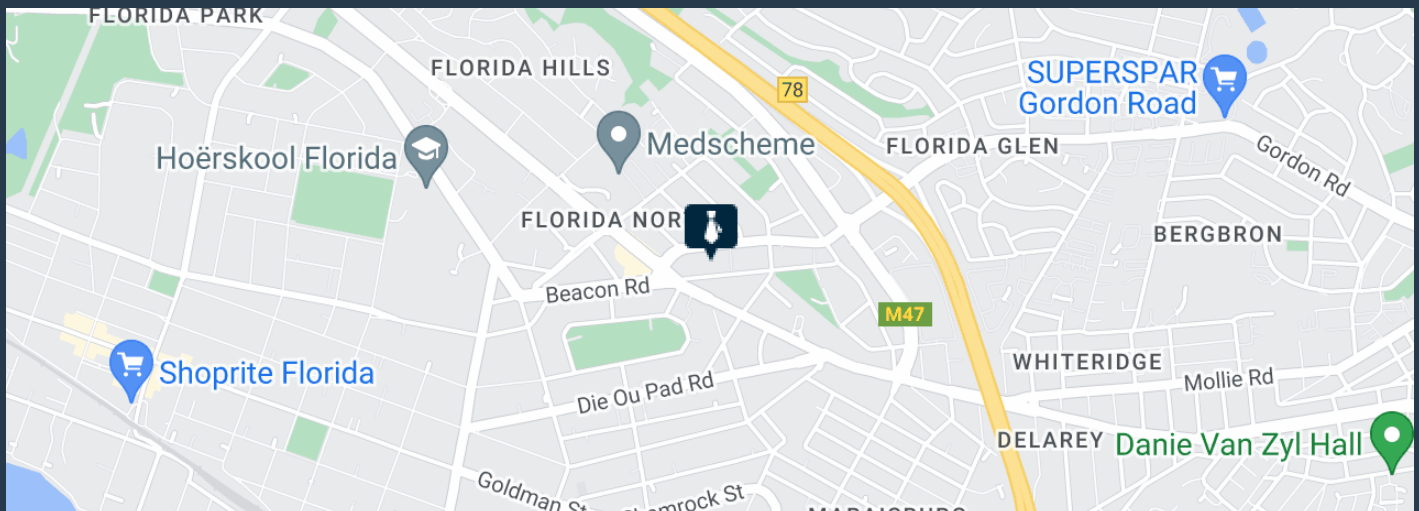 FLORIDA PARK
FLORIDA HILLS
78
SUPERSPAR
Gordon Road
Hoërskool Florida
Medscheme
FLORIDA GLEN
Gordon Rd
FLORIDA NOR
BERGBRON
Beacon Rd
M47
Shoprite Florida
WHITERIDGE
Mollie Rd
Die Ou Pad Rd
DELAREY
Danie Van Zyl Hall
Goldman St